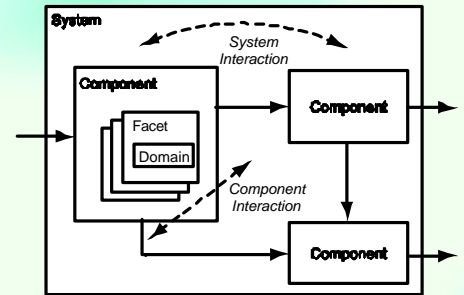 System
System
Interaction
Component
Facet
Domain
Component
Component
Interaction
Component